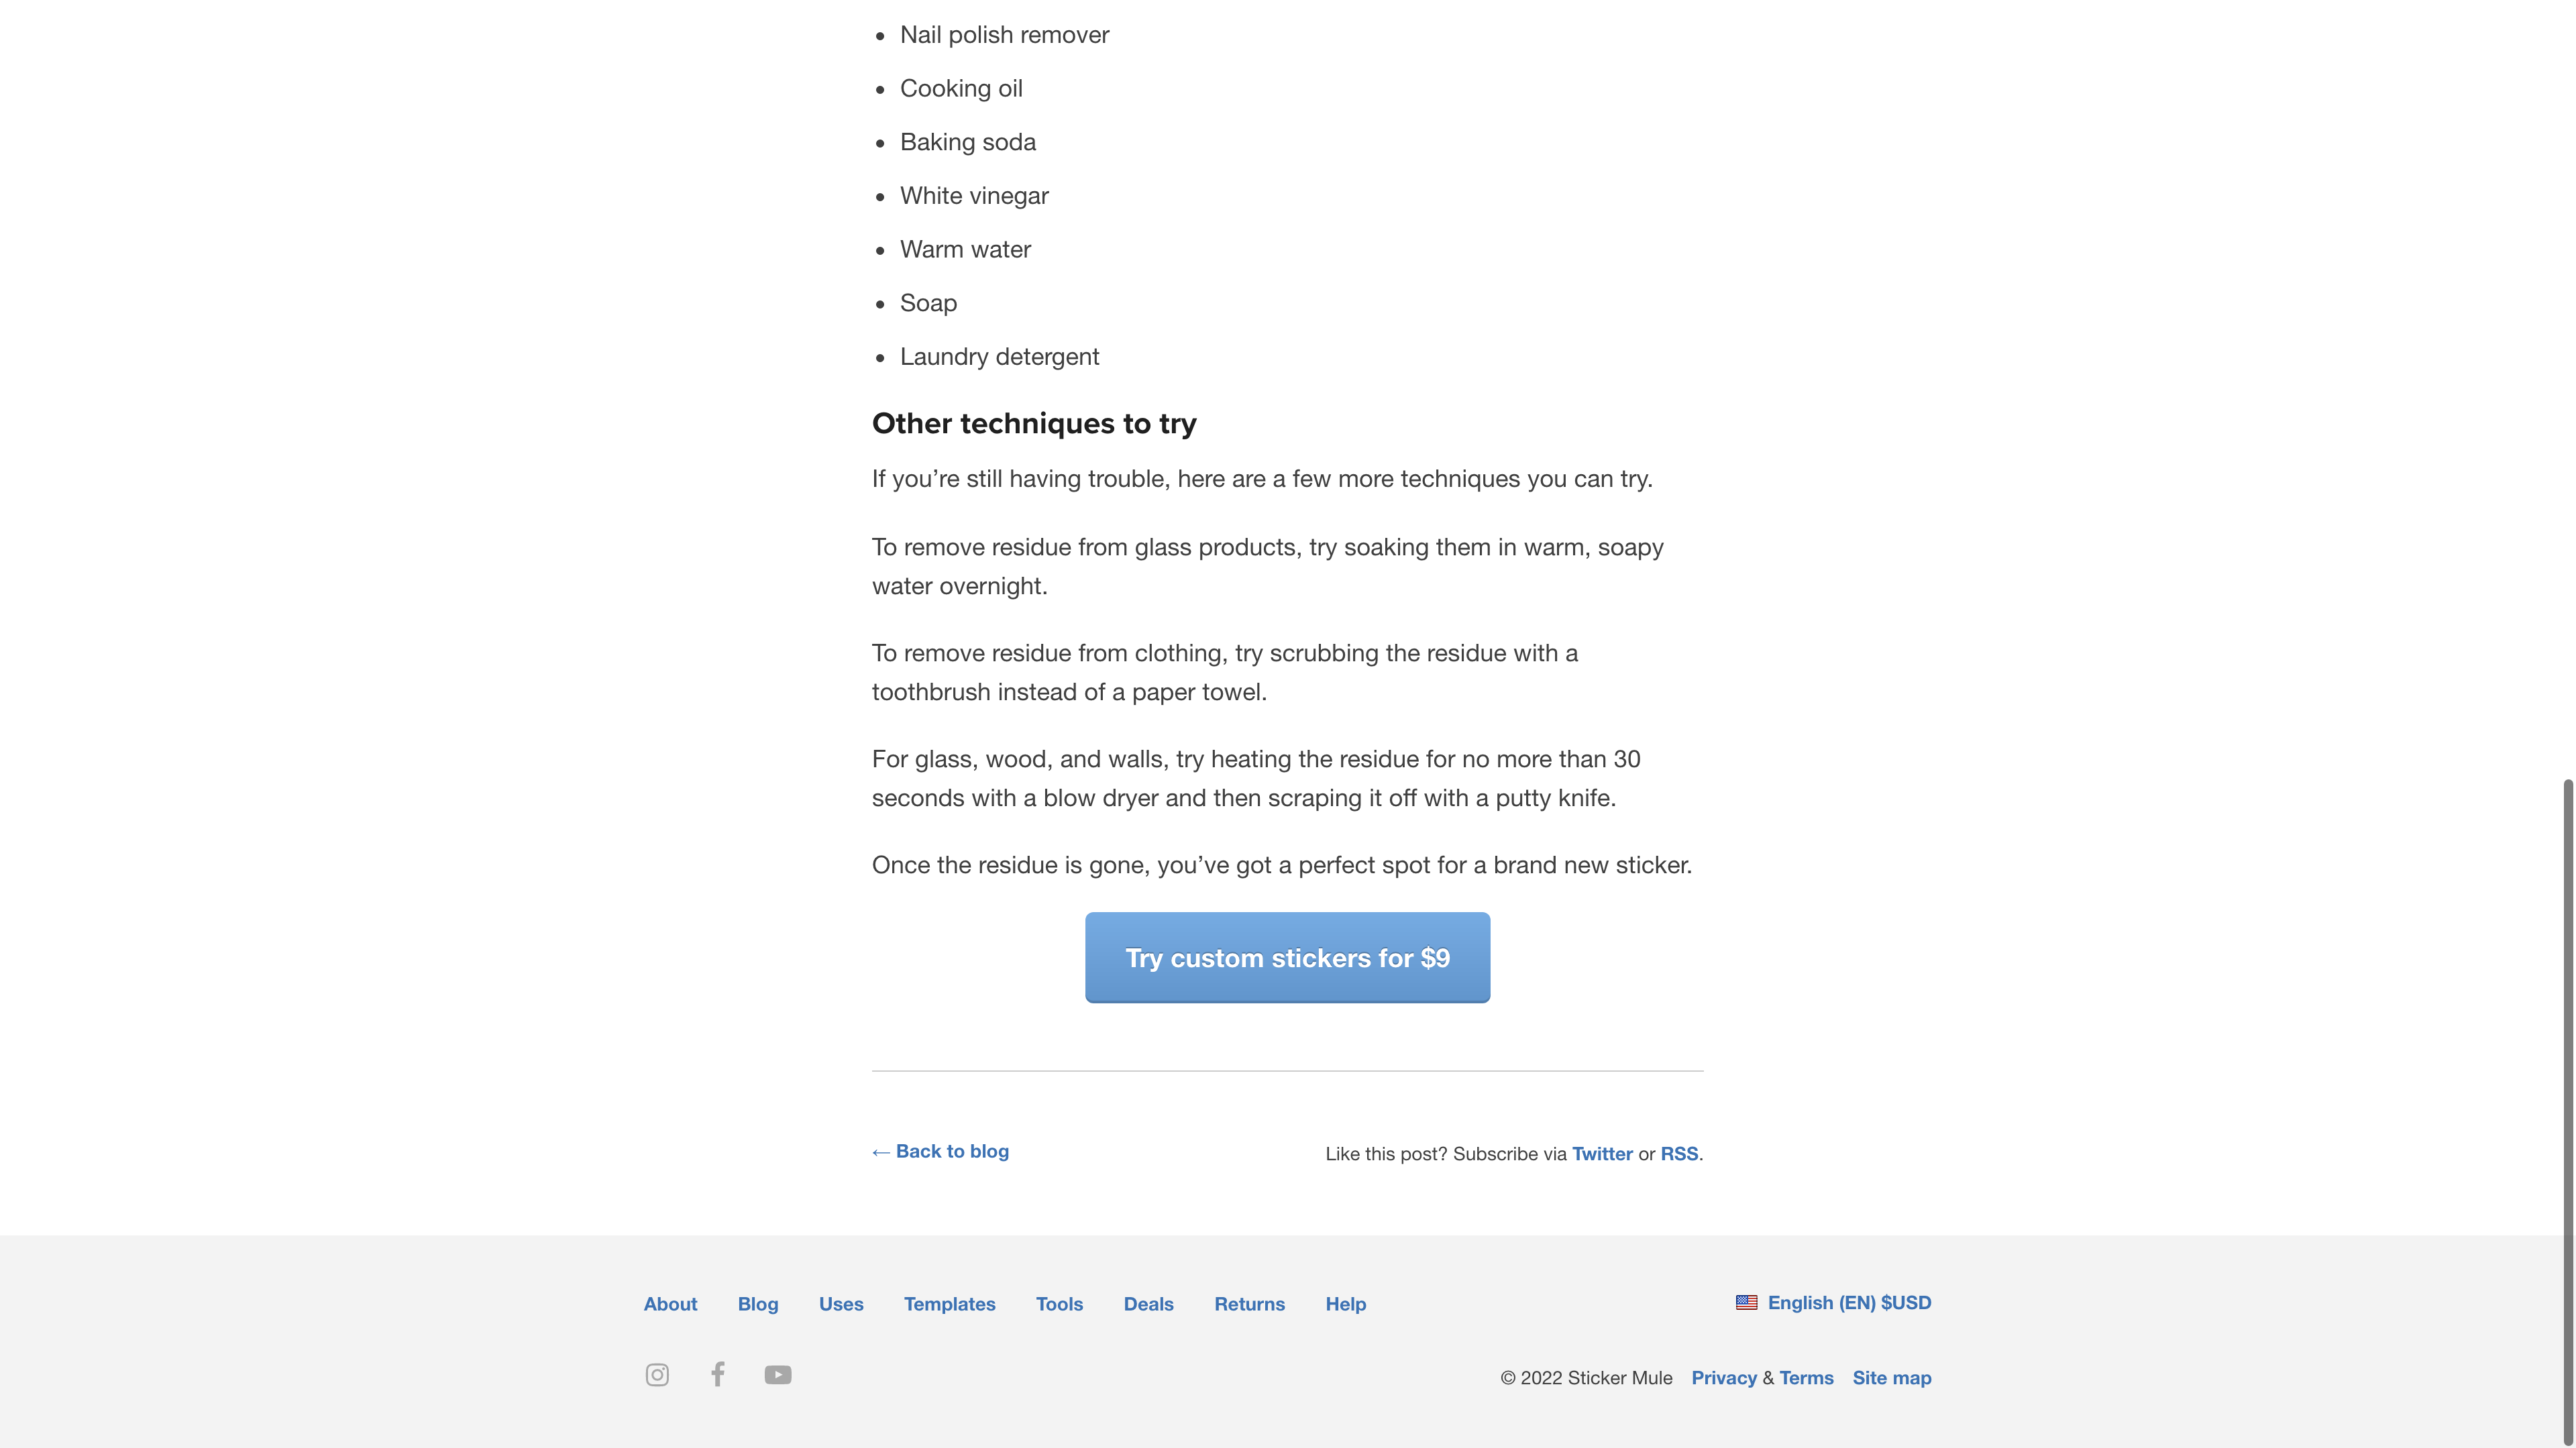 Nail polish remover
Cooking oil
Baking soda
White vinegar
Warm water
Soap
Laundry detergent
Other techniques to try
If you’re still having trouble, here are a few more techniques you can try.
To remove residue from glass products, try soaking them in warm, soapy
water overnight.
To remove residue from clothing, try scrubbing the residue with a
toothbrush instead of a paper towel.
For glass, wood, and walls, try heating the residue for no more than 30
seconds with a blow dryer and then scraping it off with a putty knife.
Once the residue is gone, you’ve got a perfect spot for a brand new sticker.
Try custom stickers for $9
← Back to blog
Like this post? Subscribe via Twitter or RSS.
About Blog Uses Templates Tools Deals Returns Help
English (EN) $USD
© 2022 Sticker Mule Privacy & Terms Site map